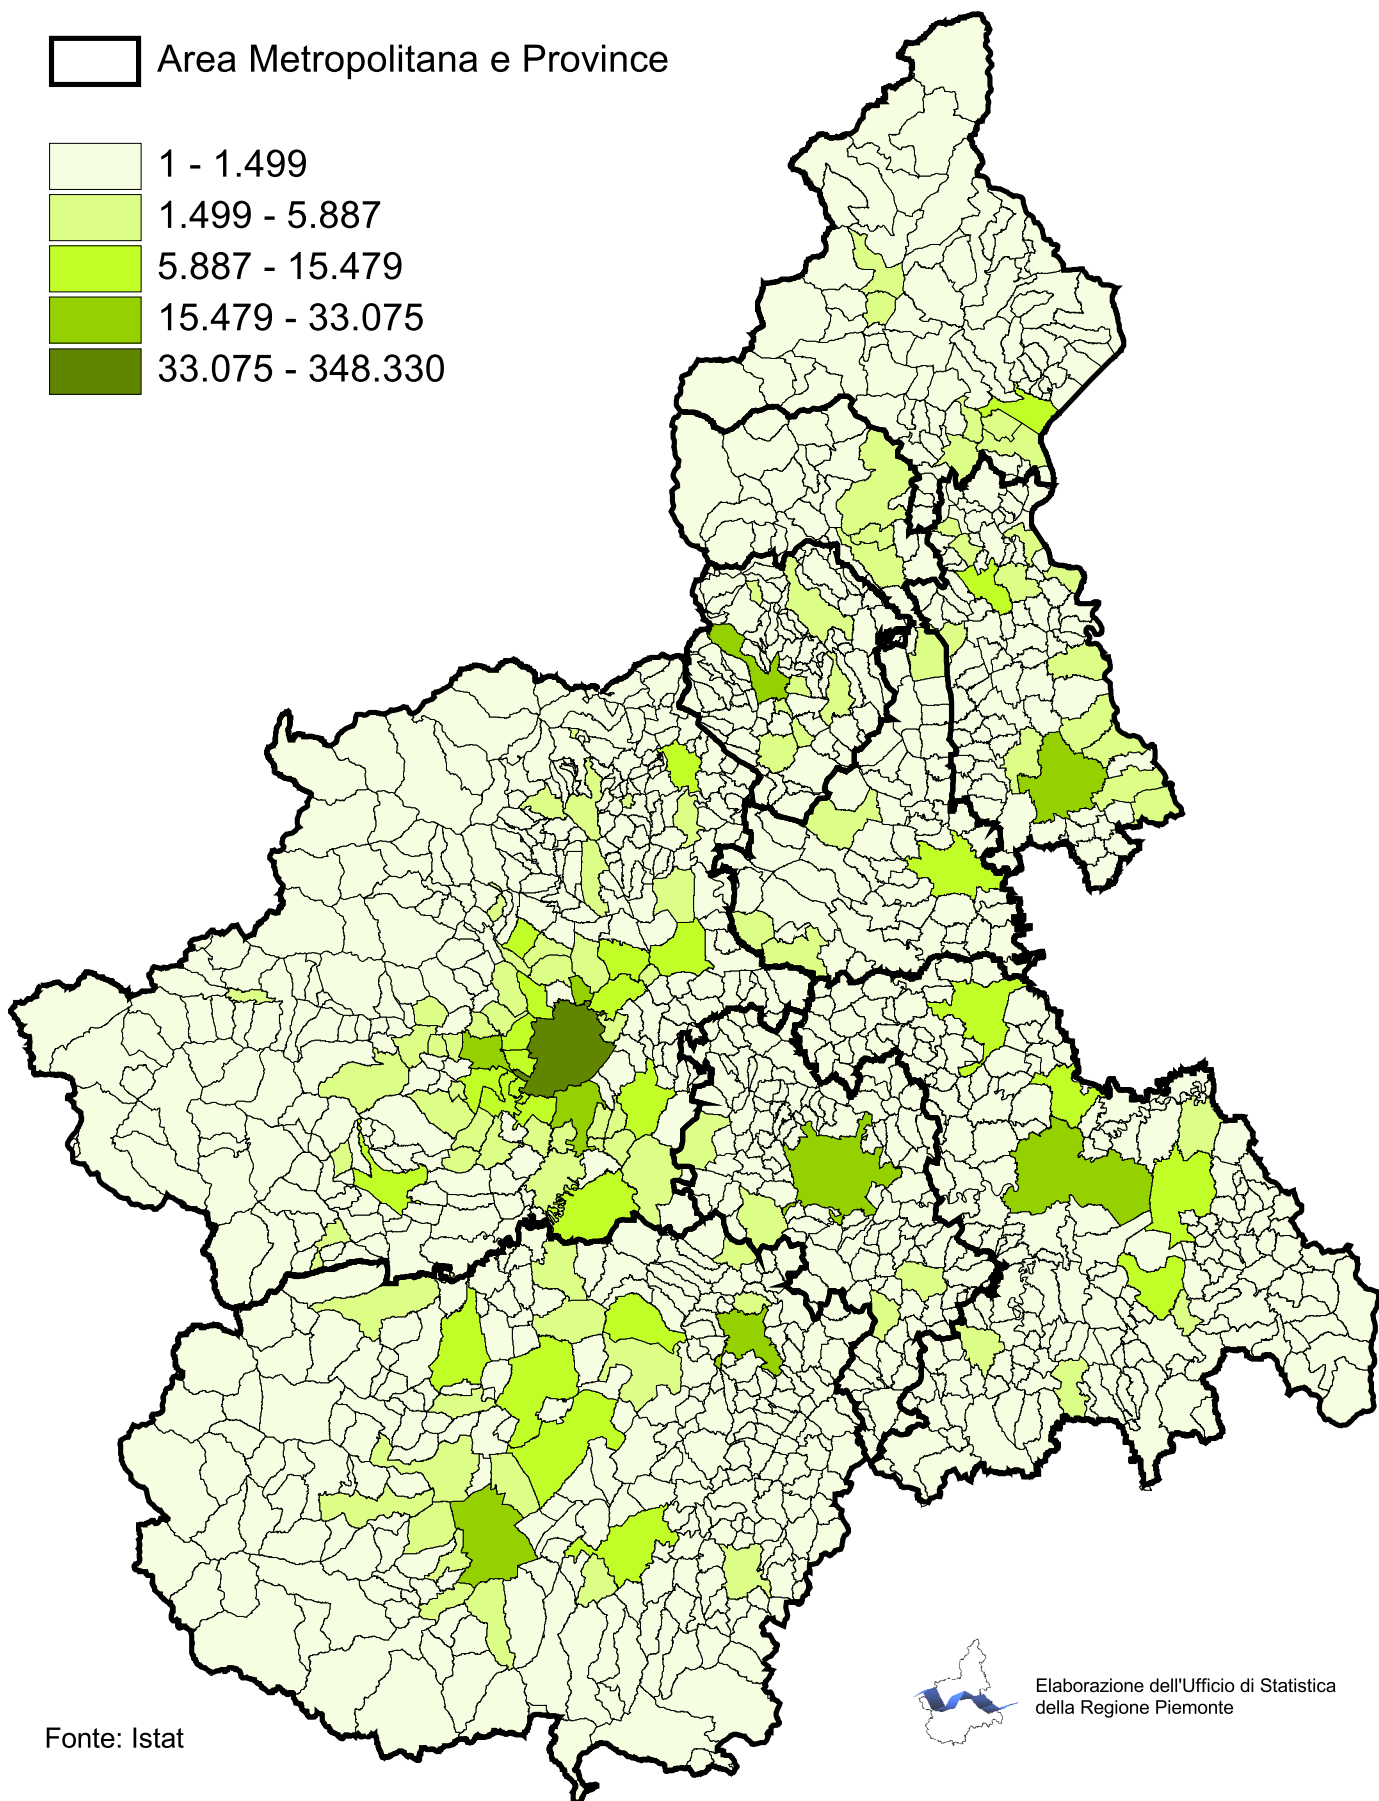 Area Metropolitana e Province
1 - 1.499
1.499 - 5.887
5.887 - 15.479
15.479 - 33.075
33.075 - 348.330
Elaborazione dell'Ufficio di Statistica
della Regione Piemonte
Fonte: Istat